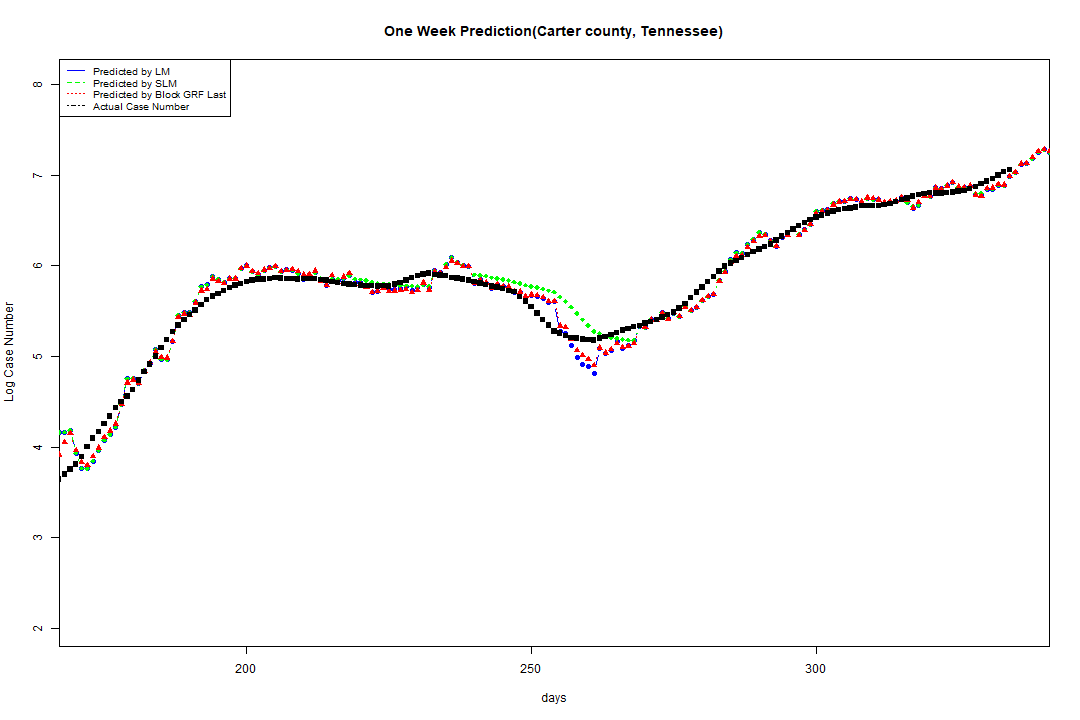 One Week Prediction(Carter county, Tennessee)
Predicted by LM
Predicted by SLM
Predicted by Block GRF Last
Actual Case Number
8
7
6
5
4
3
2
Log Case Number
200
250
300
days